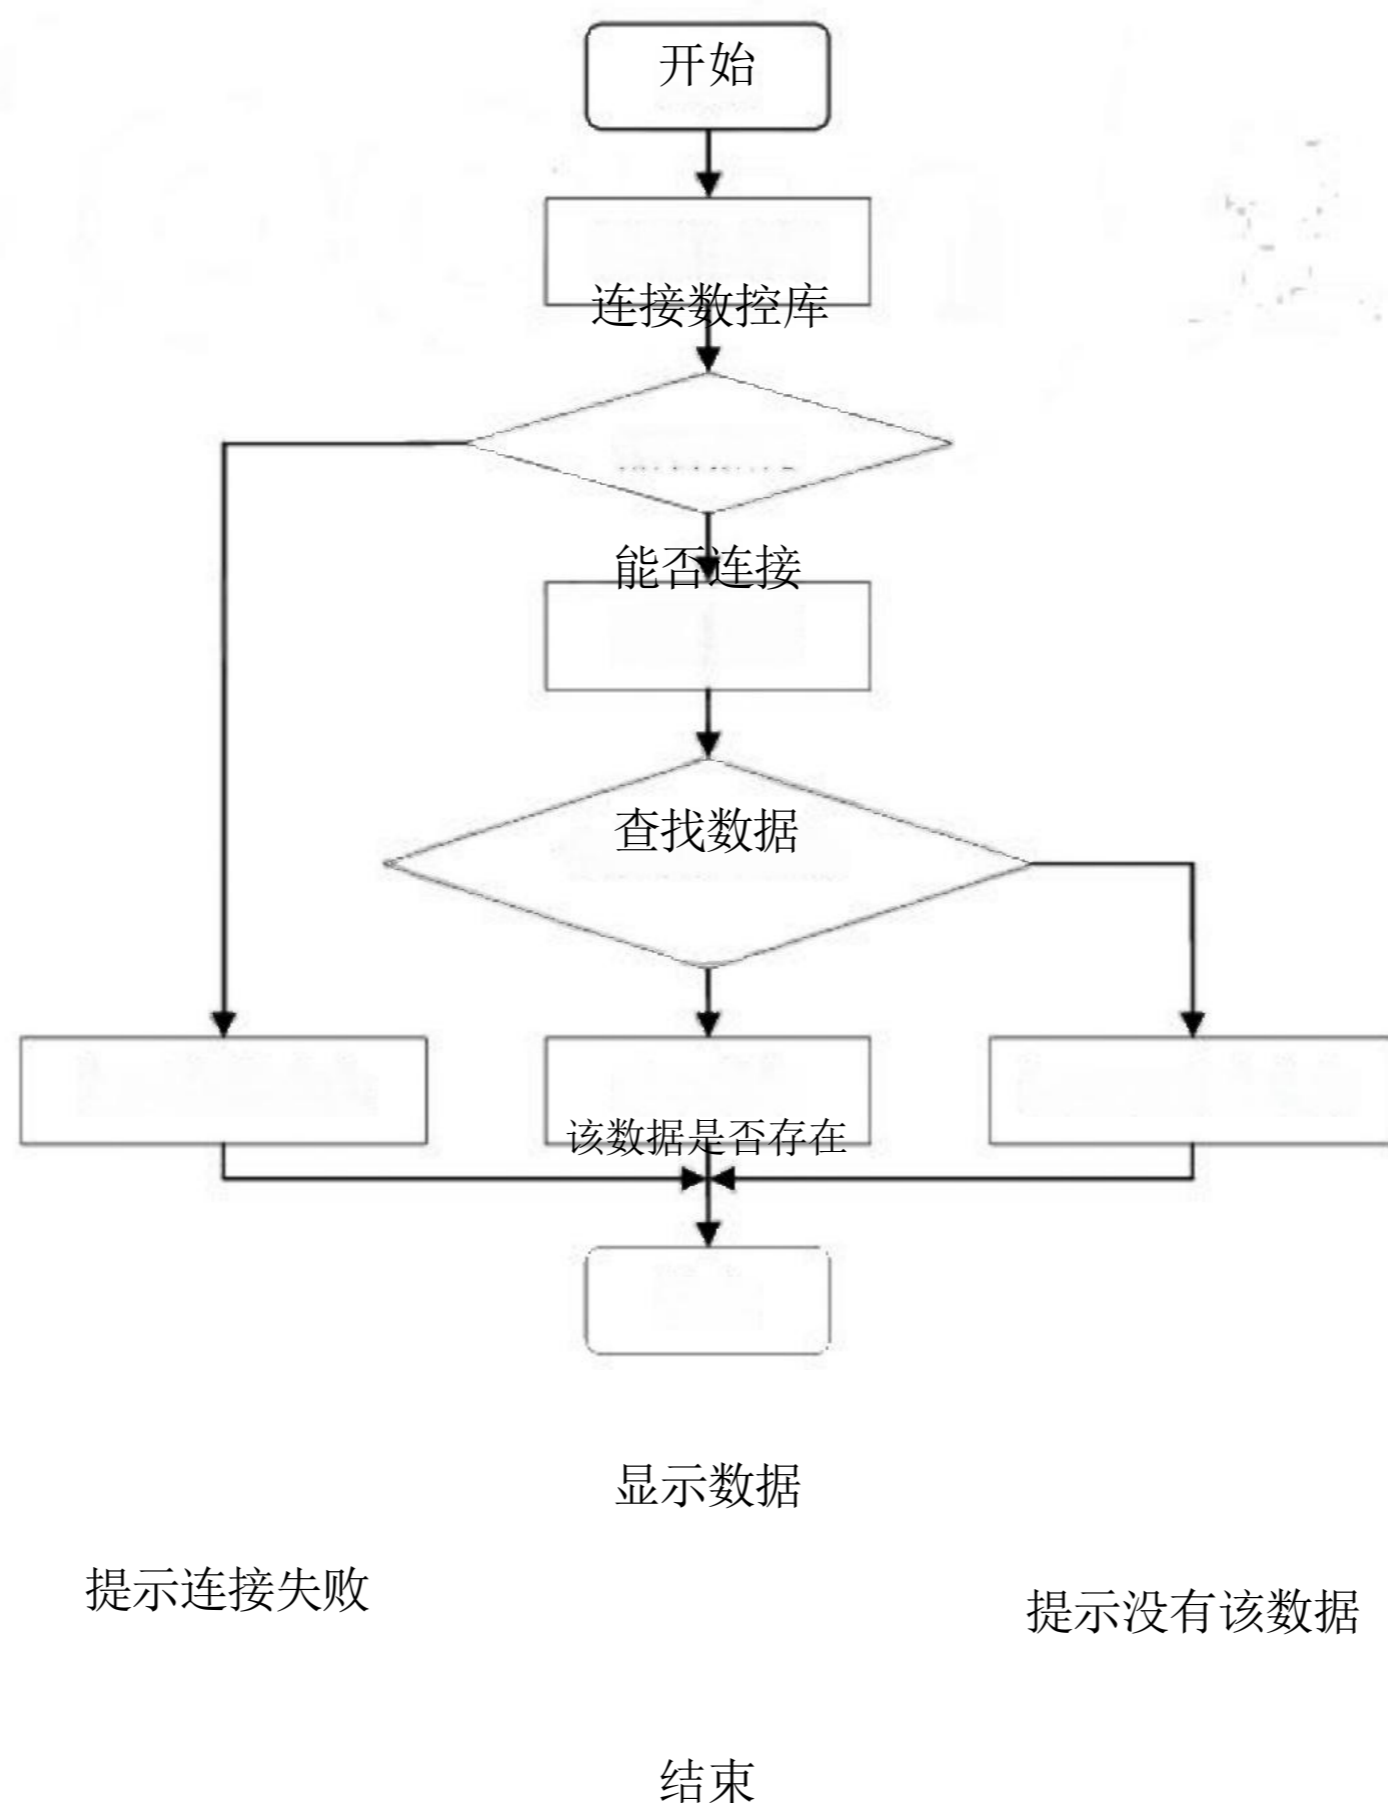 开始
连接数控库
能否连接
查找数据
该数据是否存在
显示数据
提示连接失败
提示没有该数据
结束